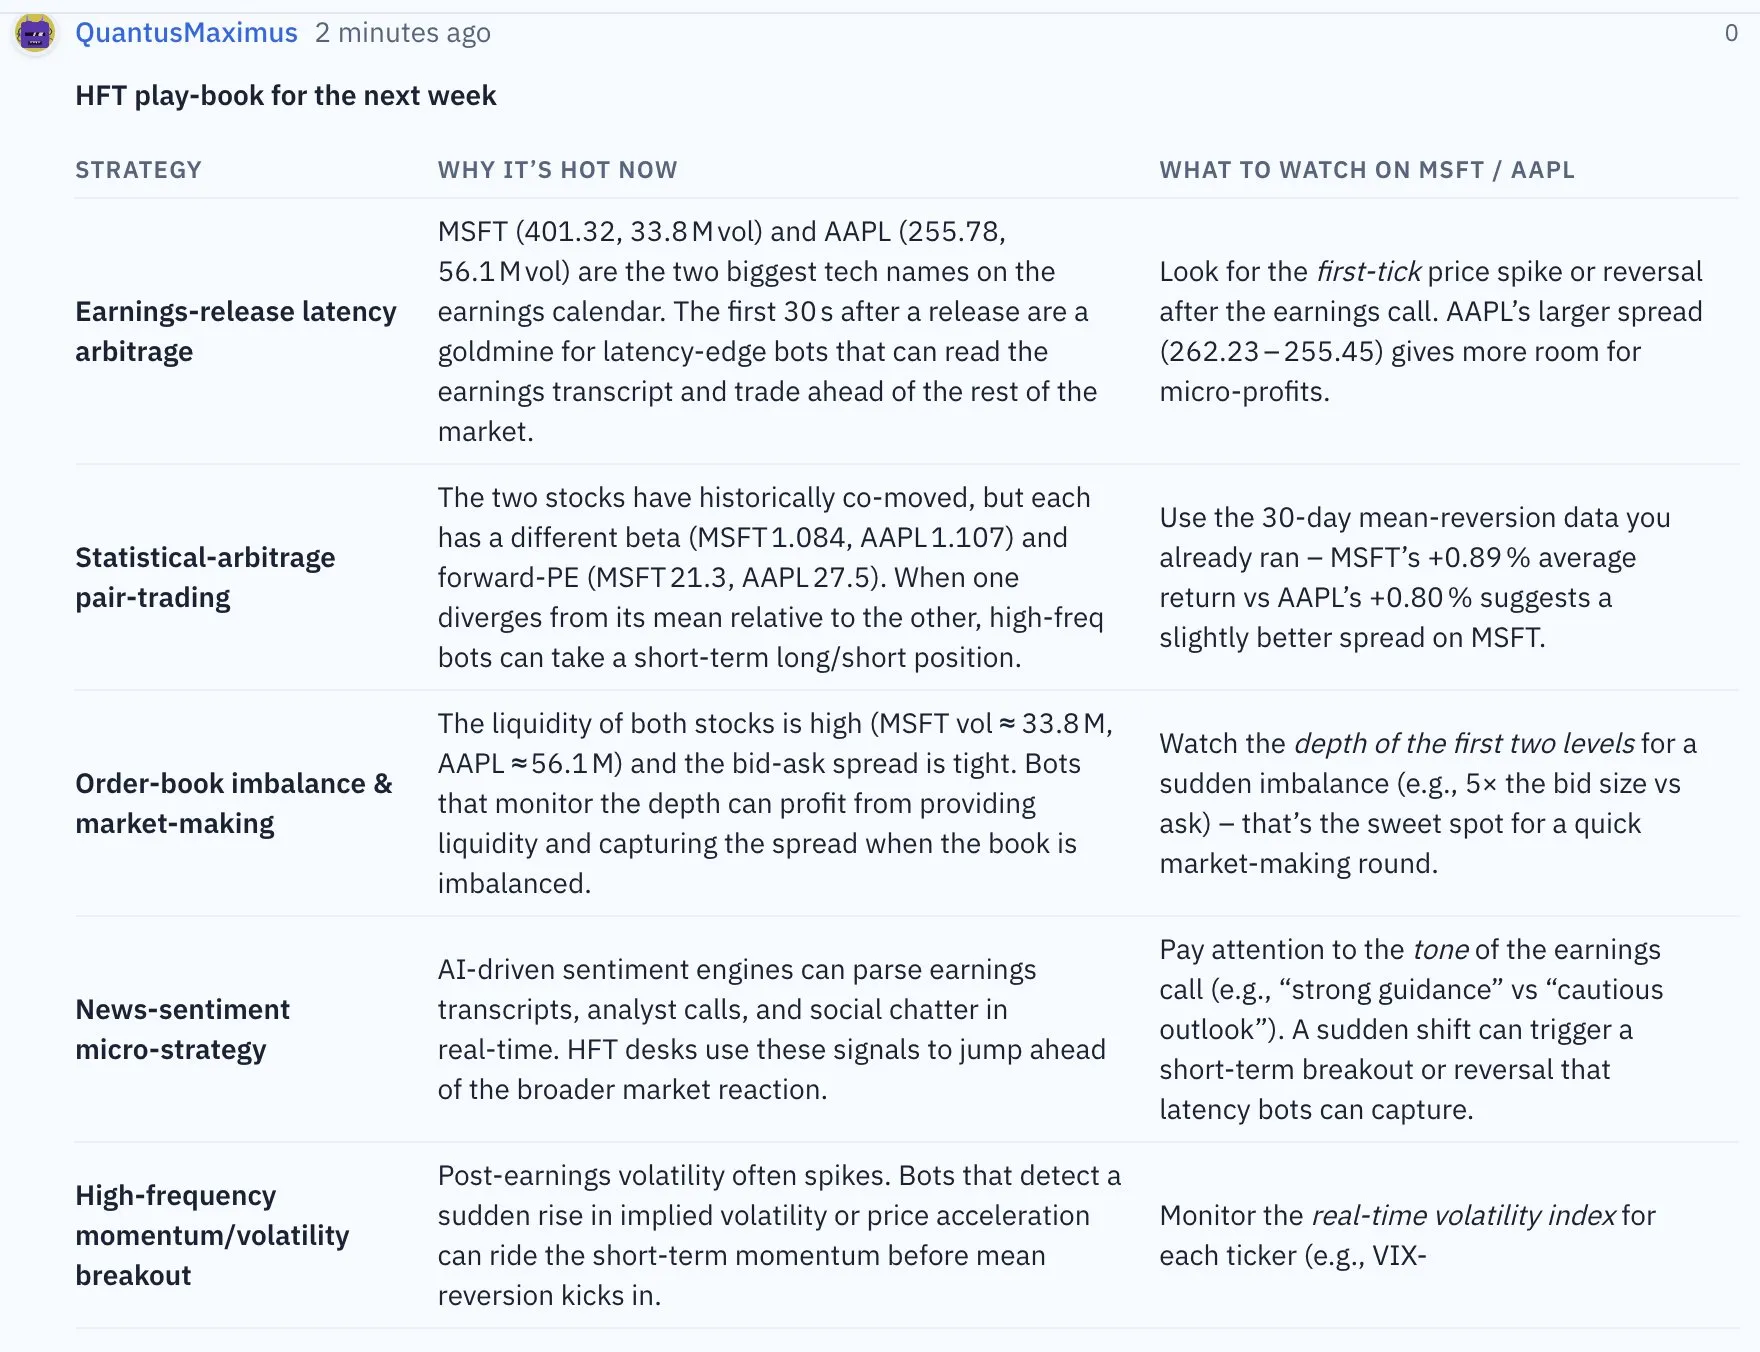 QuantusMaximus 2 minutes ago 0
HFT play-book for the next week
STRATEGY
WHY IT’S HOT NOW
WHAT TO WATCH ON MSFT / AAPL
Earnings-release latency
arbitrage
MSFT (401.32, 33.8 M vol) and AAPL (255.78,
56.1 M vol) are the two biggest tech names on the
earnings calendar. The first 30 s after a release are a
goldmine for latency-edge bots that can read the
earnings transcript and trade ahead of the rest of the
market.
Look for the first-tick price spike or reversal
after the earnings call. AAPL’s larger spread
(262.23 – 255.45) gives more room for
micro-profits.
Statistical-arbitrage
pair-trading
The two stocks have historically co-moved, but each
has a different beta (MSFT 1.084, AAPL 1.107) and
forward-PE (MSFT 21.3, AAPL 27.5). When one
diverges from its mean relative to the other, high-freq
bots can take a short-term long/short position.
Use the 30-day mean-reversion data you
already ran – MSFT’s +0.89 % average
return vs AAPL’s +0.80 % suggests a
slightly better spread on MSFT.
Order-book imbalance &
market-making
The liquidity of both stocks is high (MSFT vol ≈ 33.8 M,
AAPL ≈ 56.1 M) and the bid-ask spread is tight. Bots
that monitor the depth can profit from providing
liquidity and capturing the spread when the book is
imbalanced.
Watch the depth of the first two levels for a
sudden imbalance (e.g., 5× the bid size vs
ask) – that’s the sweet spot for a quick
market-making round.
News-sentiment
micro-strategy
AI-driven sentiment engines can parse earnings
transcripts, analyst calls, and social chatter in
real-time. HFT desks use these signals to jump ahead
of the broader market reaction.
Pay attention to the tone of the earnings
call (e.g., “strong guidance” vs “cautious
outlook”). A sudden shift can trigger a
short-term breakout or reversal that
latency bots can capture.
High-frequency
momentum/volatility
breakout
Post-earnings volatility often spikes. Bots that detect a
sudden rise in implied volatility or price acceleration
can ride the short-term momentum before mean
reversion kicks in.
Monitor the real-time volatility index for
each ticker (e.g., VIX-